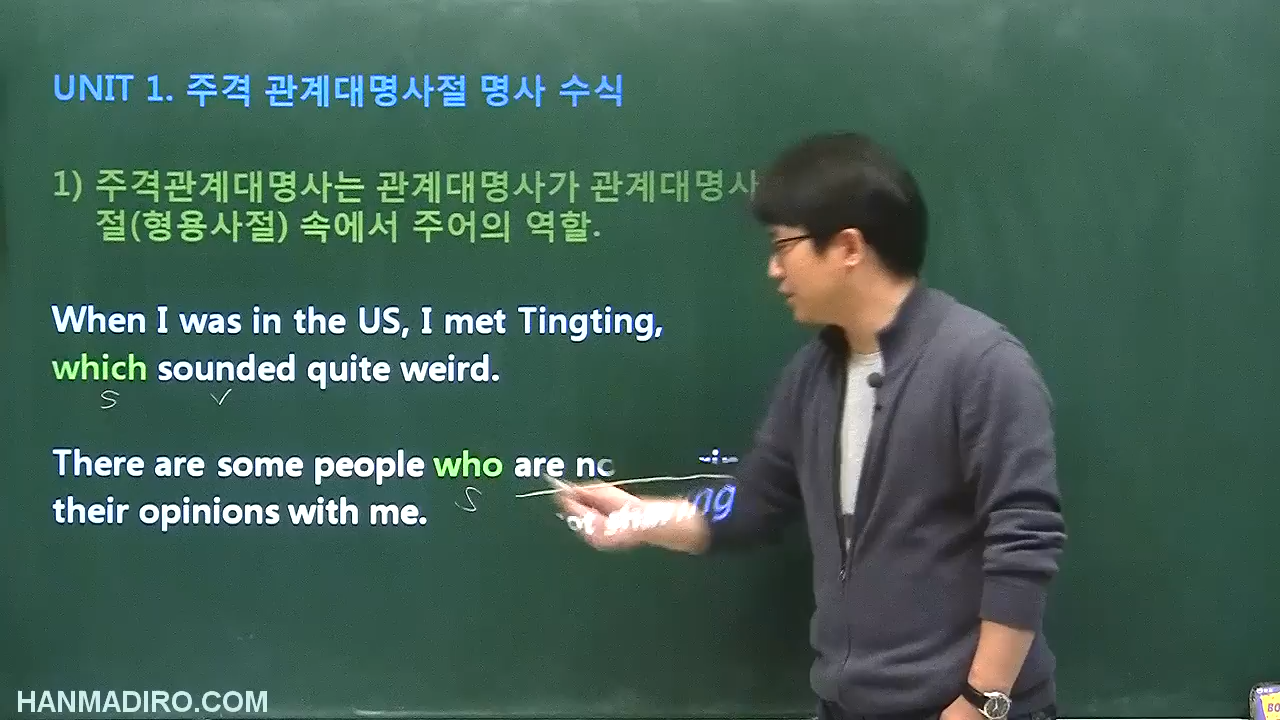 UNIT 1. 주격 관계대명사절 명사 수식
1) 주격관계대명사는 관계대명사가 관계대명사
절(형용사절) 속에서 주어의 역할.
When I was in the US, I met Tingting,
which sounded quite weird.
S V
There are some people who are
S
their opinions with me.
HANMADIRO.COM